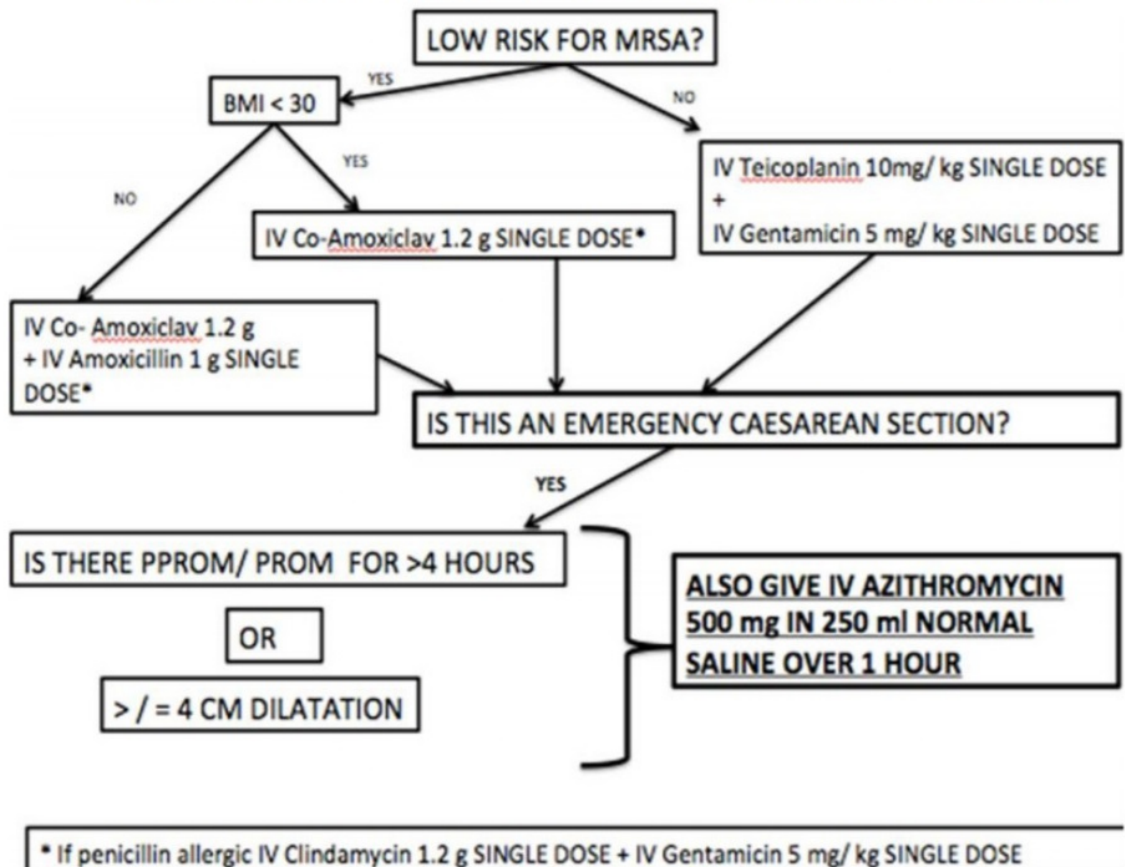 LOW RISK FOR MRSA?
YES
NO
BMI < 30
YES
NO
IV Teicoplanin 10mg/ kg SINGLE DOSE
+
IV Gentamicin 5 mg/ kg SINGLE DOSE
IV Co-Amoxiclav 1.2 g SINGLE DOSE*
IV Co- Amoxiclav 1.2 g
+ IV Amoxicillin 1 g SINGLE
DOSE*
IS THIS AN EMERGENCY CAESAREAN SECTION?
YES
IS THERE PPROM/ PROM FOR >4 HOURS
OR
> / = 4 CM DILATATION
ALSO GIVE IV AZITHROMYCIN
500 mg IN 250 ml NORMAL
SALINE OVER 1 HOUR
* If penicillin allergic IV Clindamycin 1.2 g SINGLE DOSE + IV Gentamicin 5 mg/ kg SINGLE DOSE